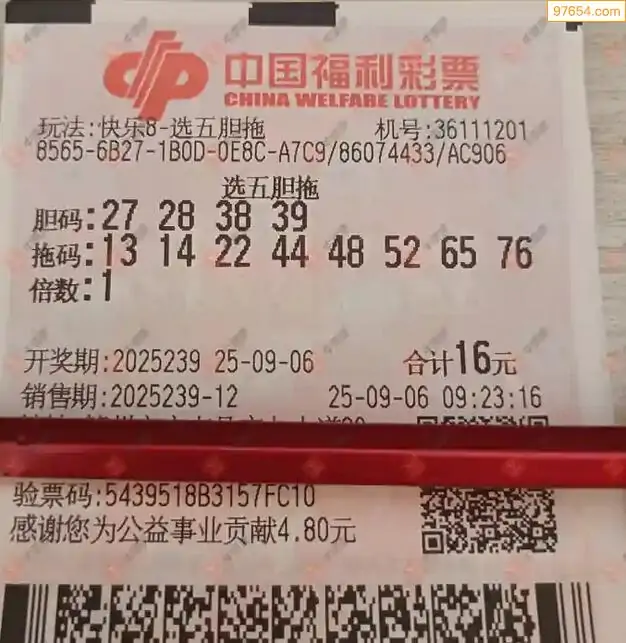 97654.com
中国福利彩票
CHINA WELFARE LOTTERY
玩法:快乐8-选五胆拖 机号:36111201
8565-6B27-1B0D-0E8C-A7C9/86074433/AC906
选五胆拖
胆码:27 28 38 39
拖码:13 14 22 44 48 52 65 76
倍数:1
开奖期:2025239 25-09-06 合计16元
销售期:2025239-12 25-09-06 09:23:16
验票码:5439518B3157FC10
感谢您为公益事业贡献4.80元